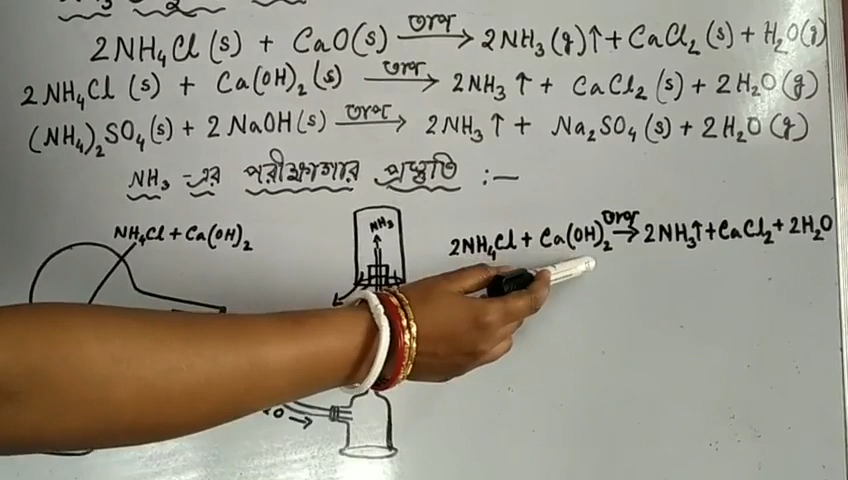 2NH₄Cl (s) + CaO(s) তাপ→ 2NH₃(g)↑ + CaCl₂(s) + H₂O(g)
2NH₄Cl (s) + Ca(OH)₂(s) তাপ→ 2NH₃ ↑ + CaCl₂(s) + 2H₂O(g)
(NH₄)₂SO₄(s) + 2NaOH(s) তাপ→ 2NH₃ ↑ + Na₂SO₄(s) + 2H₂O(g)
NH₃ -এর পরীক্ষাগার প্রস্তুতি :—
NH₄Cl + Ca(OH)₂
NH₃
2NH₄Cl + Ca(OH)₂ তাপ→ 2NH₃↑ + CaCl₂ + 2H₂O